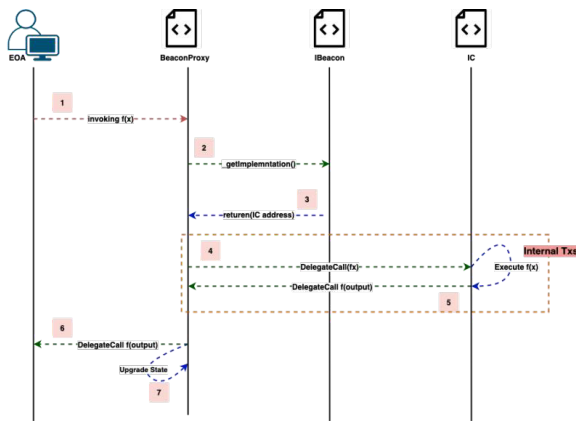 EOA
BeaconProxy
IBeacon
IC
1
invoking f(x)
2
getImplemntation()
3
returen(IC address)
4
Internal Txs
DelegateCall(fx)
Execute f(x)
DelegateCall f(output)
5
6
DelegateCall f(output)
Upgrade State
7